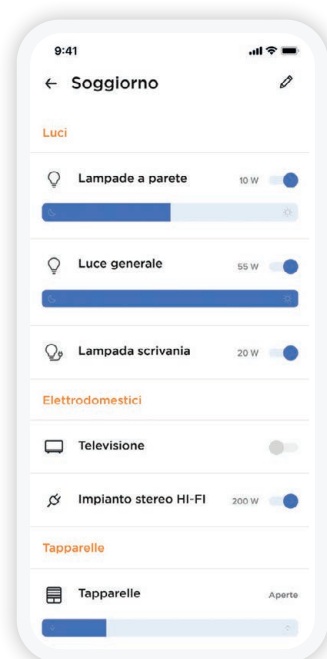 9:41
Soggiorno
Luci
Lampade a parete 10 W
Luce generale 55 W
Lampada scrivania 20 W
Elettrodomestici
Televisione
Impianto stereo HI-FI 200 W
Tapparelle
Tapparelle Aperte